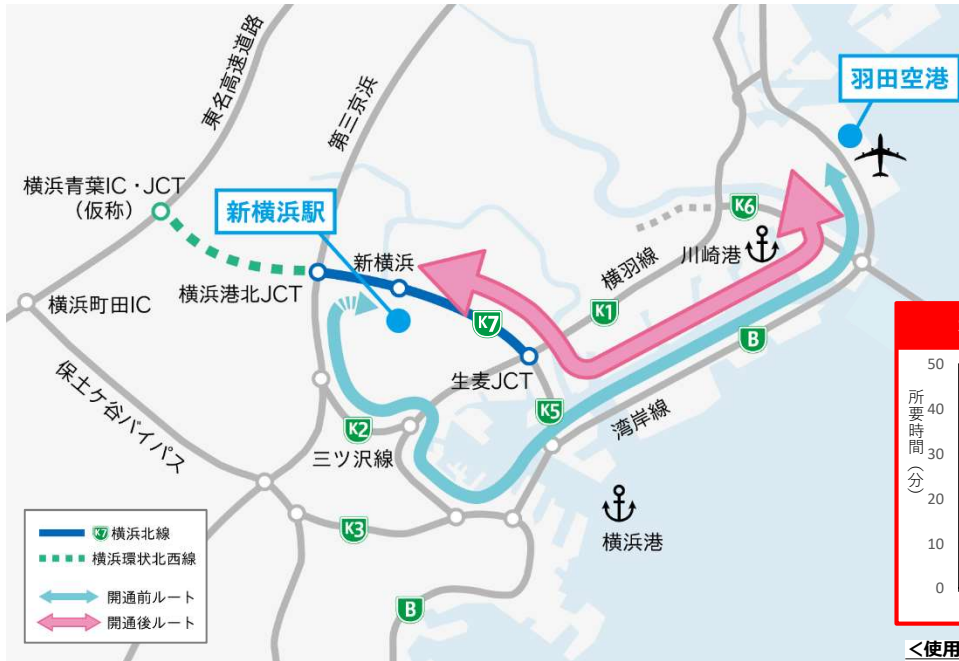 羽田空港
東名高速道路
第三京浜
横浜青葉IC・JCT
（仮称）
新横浜駅
K6
川崎港
新横浜
横羽線
横浜港北JCT
横浜町田IC
K7
K1
B
生麦JCT
保土ケ谷バイパス
K5
湾岸線
K2
三ツ沢線
横浜港
K3
B
K7 横浜北線
横浜環状北西線
開通前ルート
開通後ルート
50
40
30
20
10
0
所要時間（分）
＜使用